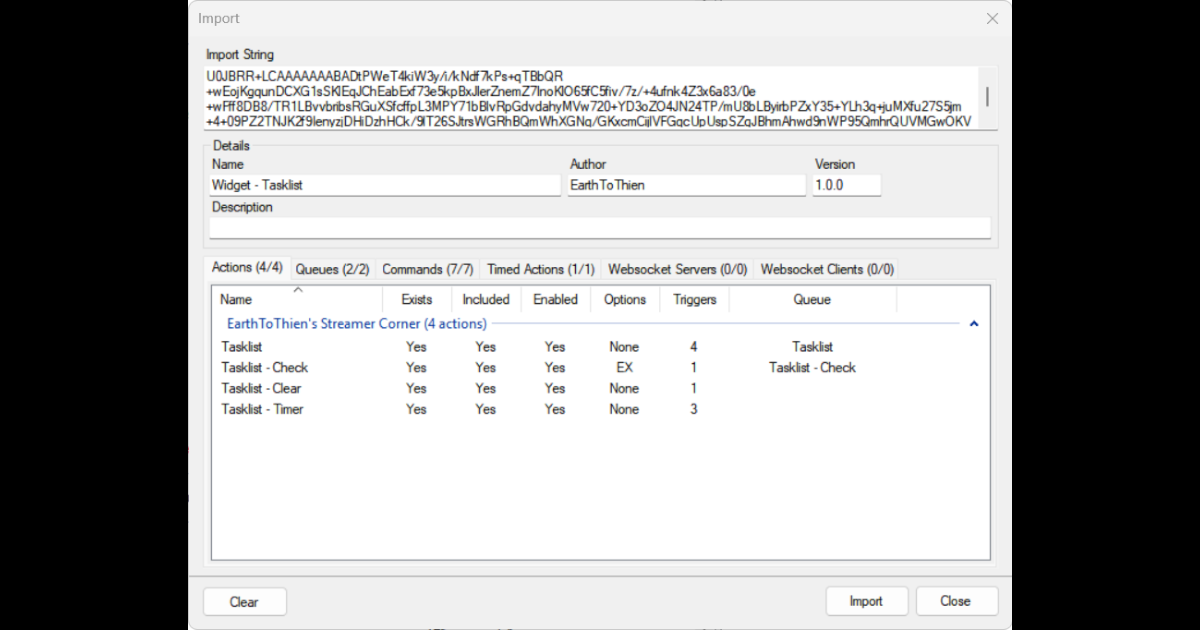 Import
Import String
U0JBRR+LCAAAAAAABADtPWeT4kiW3y/i/kNdf7kPs+qTBbQR
+wEojKgqunDCXG1sSKlEqJChEabExf73e5kpBxJlerZnemZ7InoKlO65fC5fiv/7z/+4ufnk4Z3x6a83/0e
+wFff8DB8/TR1LBvvbribsRGuXSfcffpL3MPY71bBlvRpGdvdahyMVw720+YD3oZO4JN24TP/mU8bLByirbPZxY35+YLh3q+juMXfu27S5jm
+4+09PZ2TNJK2f9lenyzjDHiDzhHCk/9IT26SJtrsWGRhBQmWhXGNq/GKxcmCijlVFGqcUpUspSZqJBhmAhwd9nWP95QmhrQUVMGwOKV
Details
Name Author Version
Widget - Tasklist EarthToThien 1.0.0
Description
Actions (4/4) Queues (2/2) Commands (7/7) Timed Actions (1/1) Websocket Servers (0/0) Websocket Clients (0/0)
Name Exists Included Enabled Options Triggers Queue
EarthToThien's Streamer Corner (4 actions)
Tasklist Yes Yes Yes None 4 Tasklist
Tasklist - Check Yes Yes Yes EX 1 Tasklist - Check
Tasklist - Clear Yes Yes Yes None 1
Tasklist - Timer Yes Yes Yes None 3
Clear Import Close